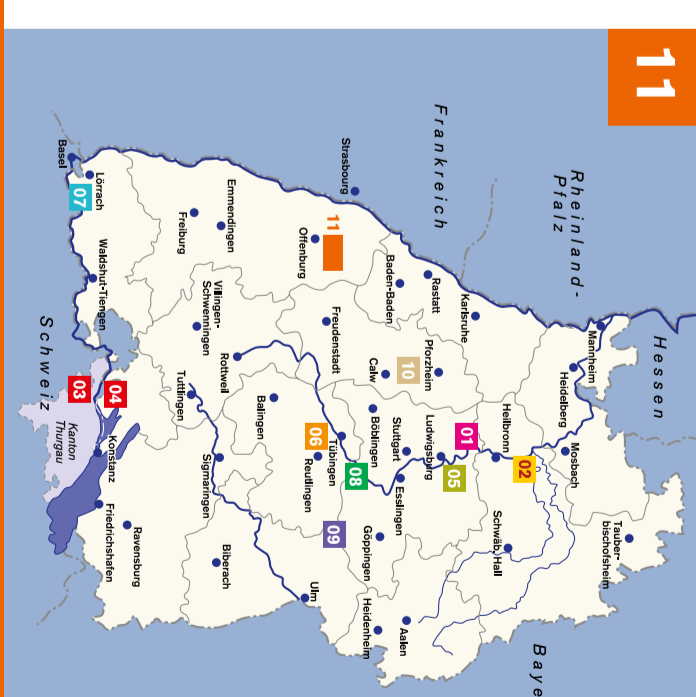 11
Frankreich
Rheinland-
Pfalz
Hessen
Baye
Schweiz
Kanton
Thurgau
Strasbourg
Basel
Lörrach
07
Waldshut-Tiengen
Emmendingen
Freiburg
11
Offenburg
Baden-Baden
Rastatt
Karlsruhe
Mannheim
Heidelberg
Mosbach
Tauber-
bischofsheim
Villingen-
Schwenningen
Rottweil
Freudenstadt
Pforzheim
10
Calw
Tuttlingen
Balingen
Böblingen
Stuttgart
Ludwigsburg
01
Heilbronn
02
05
03
04
Konstanz
Sigmaringen
06
Tübingen
Reutlingen
08
Esslingen
09
Göppingen
Schwäb. Hall
Friedrichshafen
Ravensburg
Biberach
Ulm
Heidenheim
Aalen